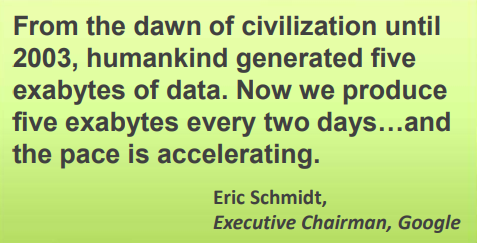 From the dawn of civilization until
2003, humankind generated five
exabytes of data. Now we produce
five exabytes every two days…and
the pace is accelerating.
Eric Schmidt,
Executive Chairman, Google